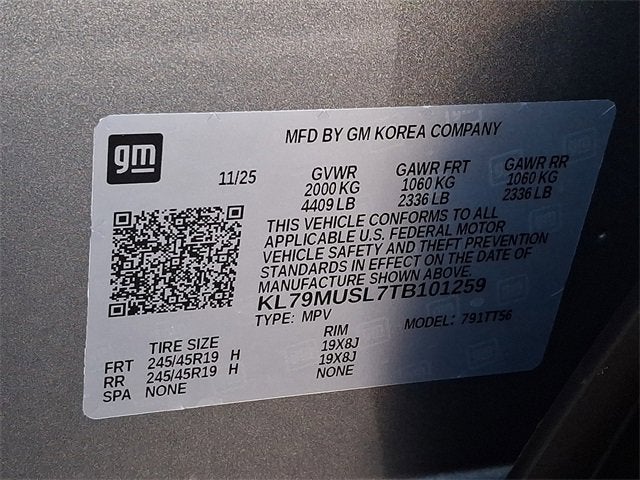 gm
MFD BY GM KOREA COMPANY
11/25
GVWR GAWR FRT GAWR RR
2000 KG 1060 KG 1060 KG
4409 LB 2336 LB 2336 LB
THIS VEHICLE CONFORMS TO ALL
APPLICABLE U.S. FEDERAL MOTOR
VEHICLE SAFETY AND THEFT PREVENTION
STANDARDS IN EFFECT ON THE DATE OF
MANUFACTURE SHOWN ABOVE.
KL79MUSL7TB101259
TYPE: MPV MODEL: 791TT56
TIRE SIZE RIM
FRT 245/45R19 H 19X8J
RR 245/45R19 H 19X8J
SPA NONE NONE